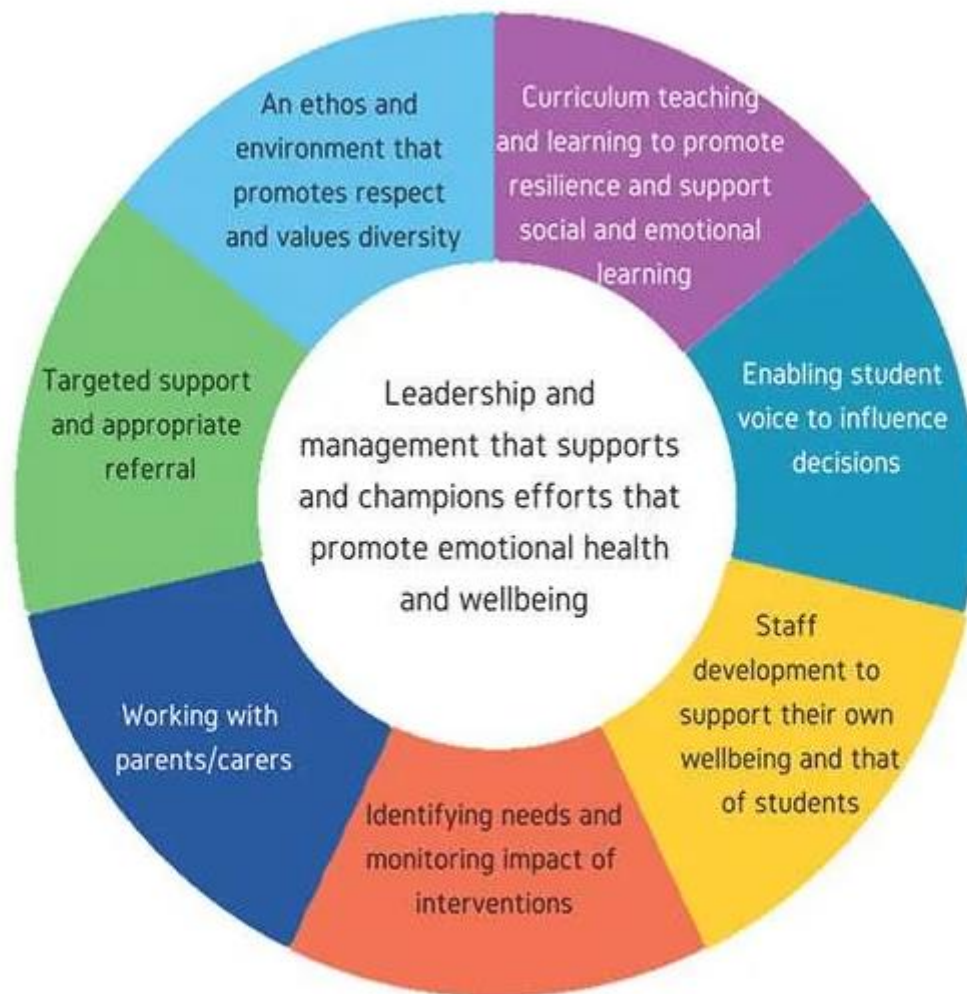 An ethos and
environment that
promotes respect
and values diversity
Curriculum teaching
and learning to promote
resilience and support
social and emotional
learning
Enabling student
voice to influence
decisions
Staff
development to
support their own
wellbeing and that
of students
Identifying needs and
monitoring impact of
interventions
Working with
parents/carers
Targeted support
and appropriate
referral
Leadership and
management that supports
and champions efforts that
promote emotional health
and wellbeing